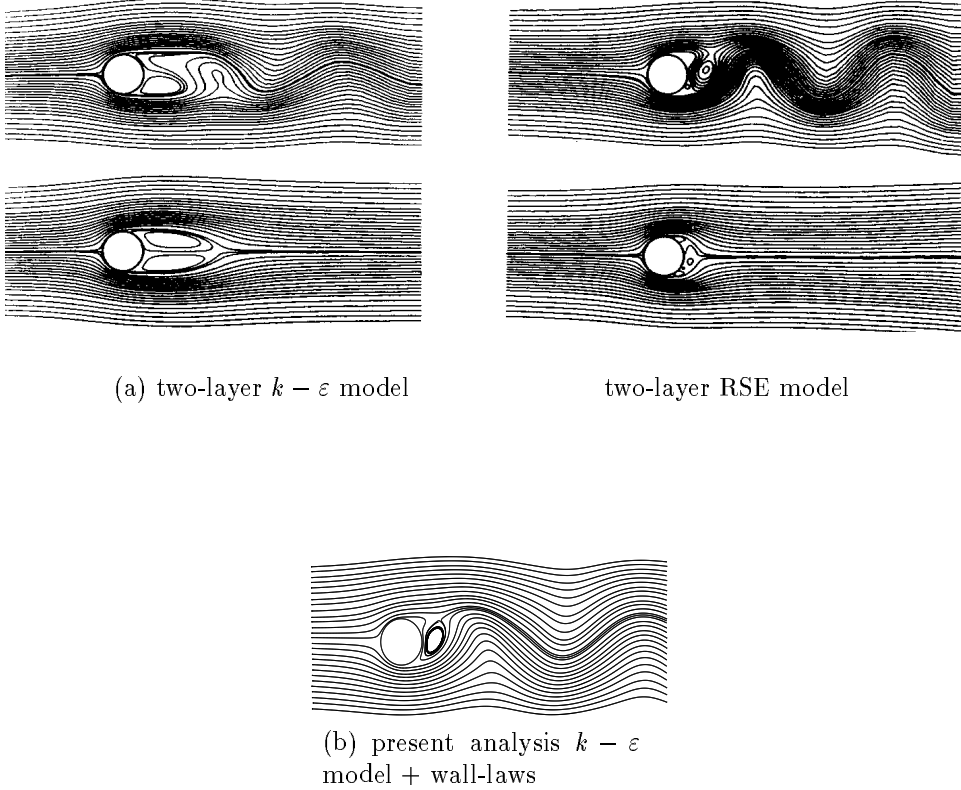 (a) two-layer k − ε model
two-layer RSE model
(b) present analysis k − ε
model + wall-laws